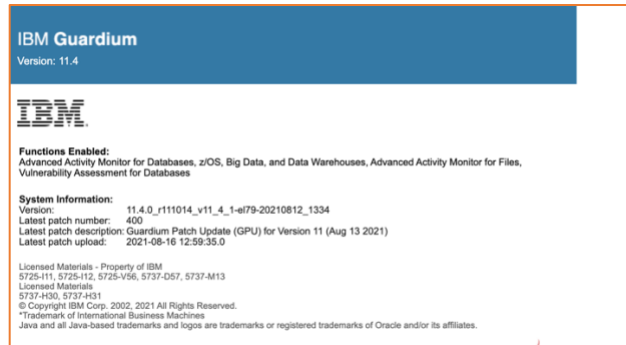 IBM Guardium
Version: 11.4
IBM.
Functions Enabled:
Advanced Activity Monitor for Databases, z/OS, Big Data, and Data Warehouses, Advanced Activity Monitor for Files,
Vulnerability Assessment for Databases
System Information:
Version: 11.4.0_r111014_v11_4_1-el79-20210812_1334
Latest patch number: 400
Latest patch description: Guardium Patch Update (GPU) for Version 11 (Aug 13 2021)
Latest patch upload: 2021-08-16 12:59:35.0
Licensed Materials - Property of IBM
5725-I11, 5725-I12, 5725-V56, 5737-D57, 5737-M13
Licensed Materials
5737-H30, 5737-H31
© Copyright IBM Corp. 2002, 2021 All Rights Reserved.
*Trademark of International Business Machines
Java and all Java-based trademarks and logos are trademarks or registered trademarks of Oracle and/or its affiliates.